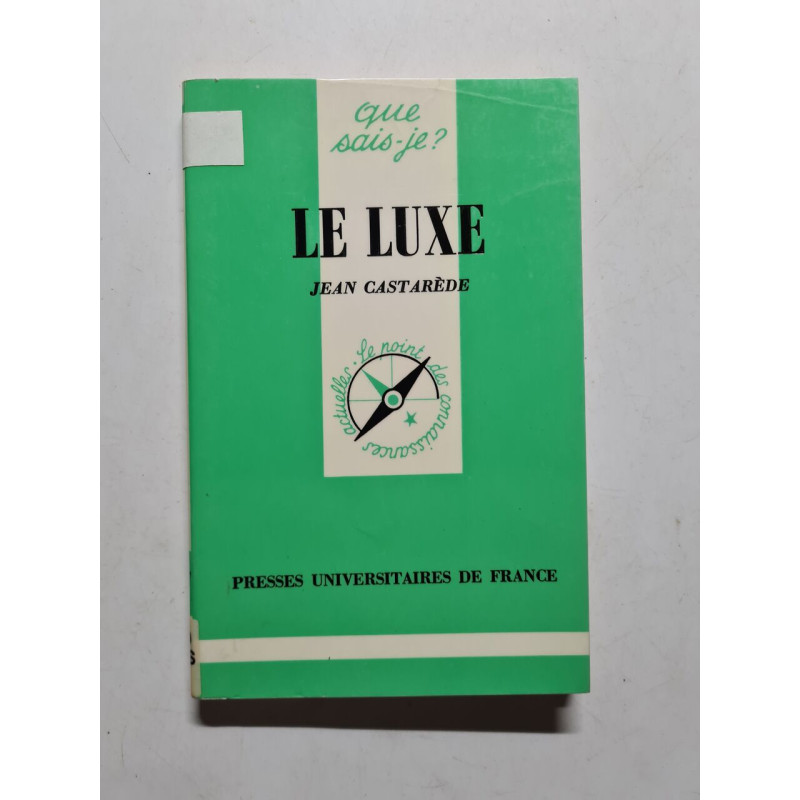 que
sais-je?
LE LUXE
JEAN CASTARÈDE
Le point des connaissances actuelles.
PRESSES UNIVERSITAIRES DE FRANCE